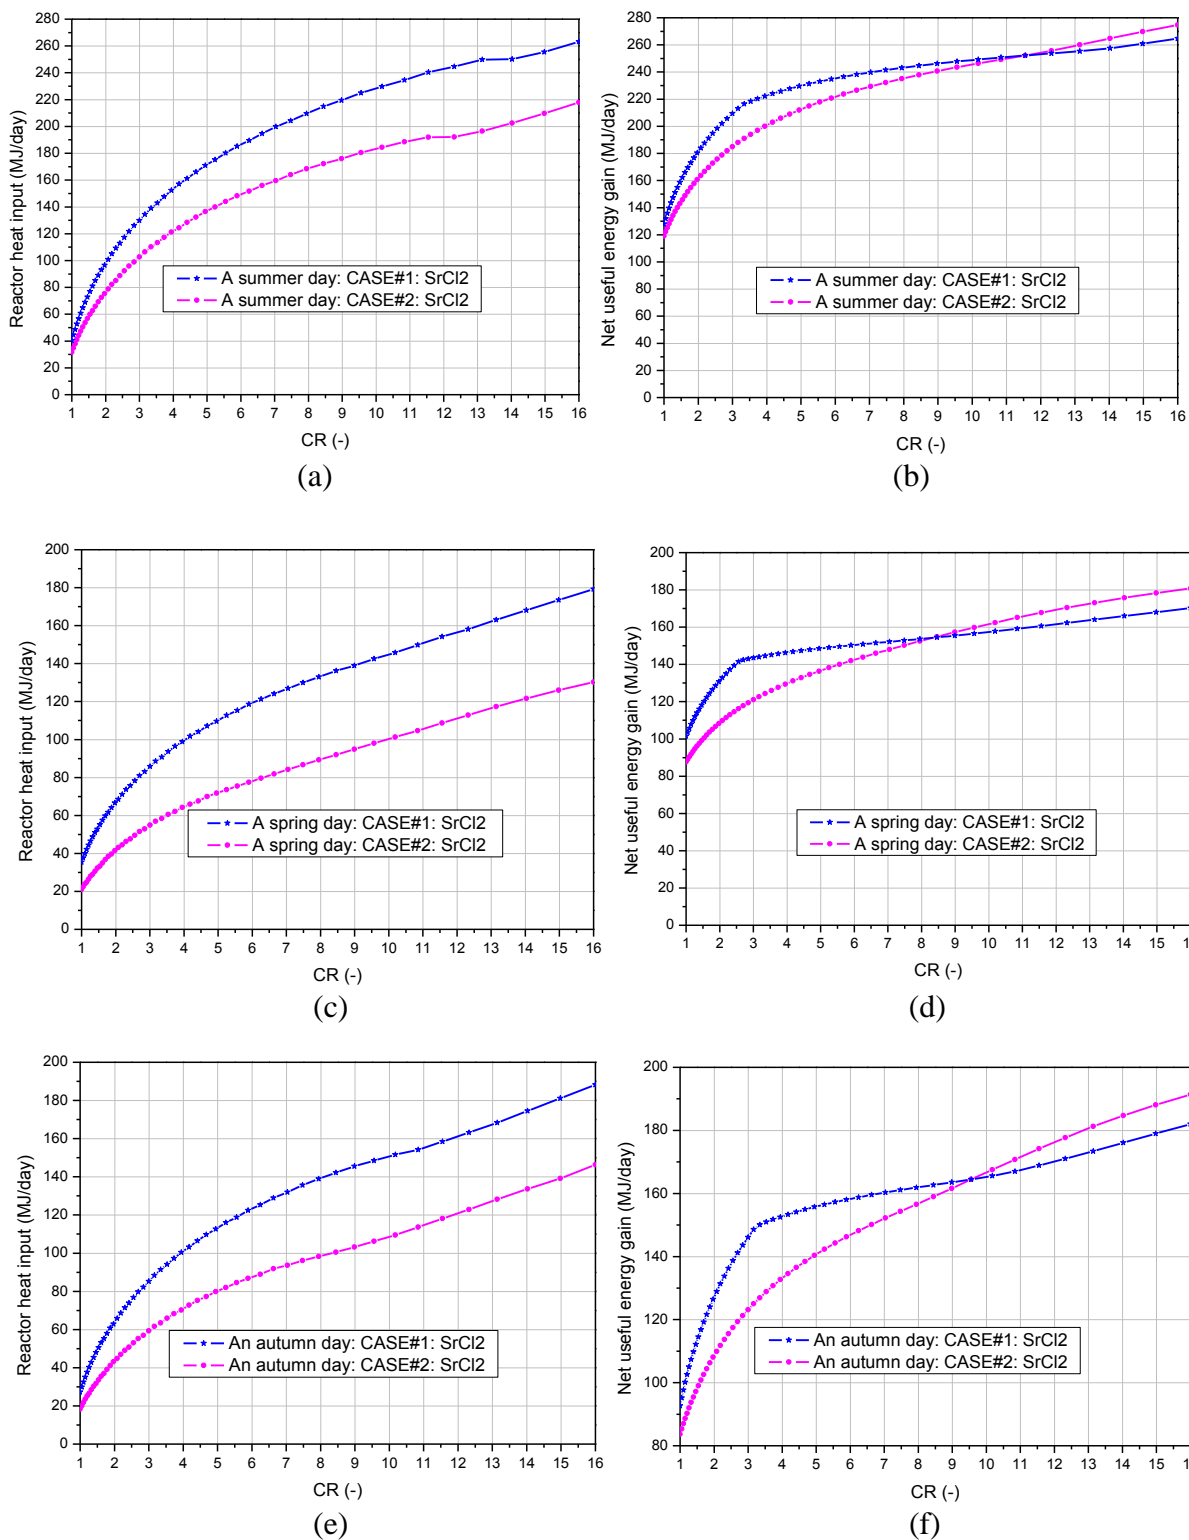 280
260
240
220
200
180
160
140
120
100
80
60
40
20
0
Reactor heat input (MJ/day)
A summer day: CASE#1: SrCl2
A summer day: CASE#2: SrCl2
1 2 3 4 5 6 7 8 9 10 11 12 13 14 15 16
CR (-)
(a)
280
260
240
220
200
180
160
140
120
100
80
60
40
20
0
Net useful energy gain (MJ/day)
A summer day: CASE#1: SrCl2
A summer day: CASE#2: SrCl2
1 2 3 4 5 6 7 8 9 10 11 12 13 14 15 16
CR (-)
(b)
200
180
160
140
120
100
80
60
40
20
0
Reactor heat input (MJ/day)
A spring day: CASE#1: SrCl2
A spring day: CASE#2: SrCl2
1 2 3 4 5 6 7 8 9 10 11 12 13 14 15 16
CR (-)
(c)
200
180
160
140
120
100
80
60
40
20
0
Net useful energy gain (MJ/day)
A spring day: CASE#1: SrCl2
A spring day: CASE#2: SrCl2
1 2 3 4 5 6 7 8 9 10 11 12 13 14 15 1
CR (-)
(d)
200
180
160
140
120
100
80
60
40
20
0
Reactor heat input (MJ/day)
An autumn day: CASE#1: SrCl2
An autumn day: CASE#2: SrCl2
1 2 3 4 5 6 7 8 9 10 11 12 13 14 15 16
CR (-)
(e)
200
180
160
140
120
100
80
Net useful energy gain (MJ/day)
An autumn day: CASE#1: SrCl2
An autumn day: CASE#2: SrCl2
1 2 3 4 5 6 7 8 9 10 11 12 13 14 15 1
CR (-)
(f)